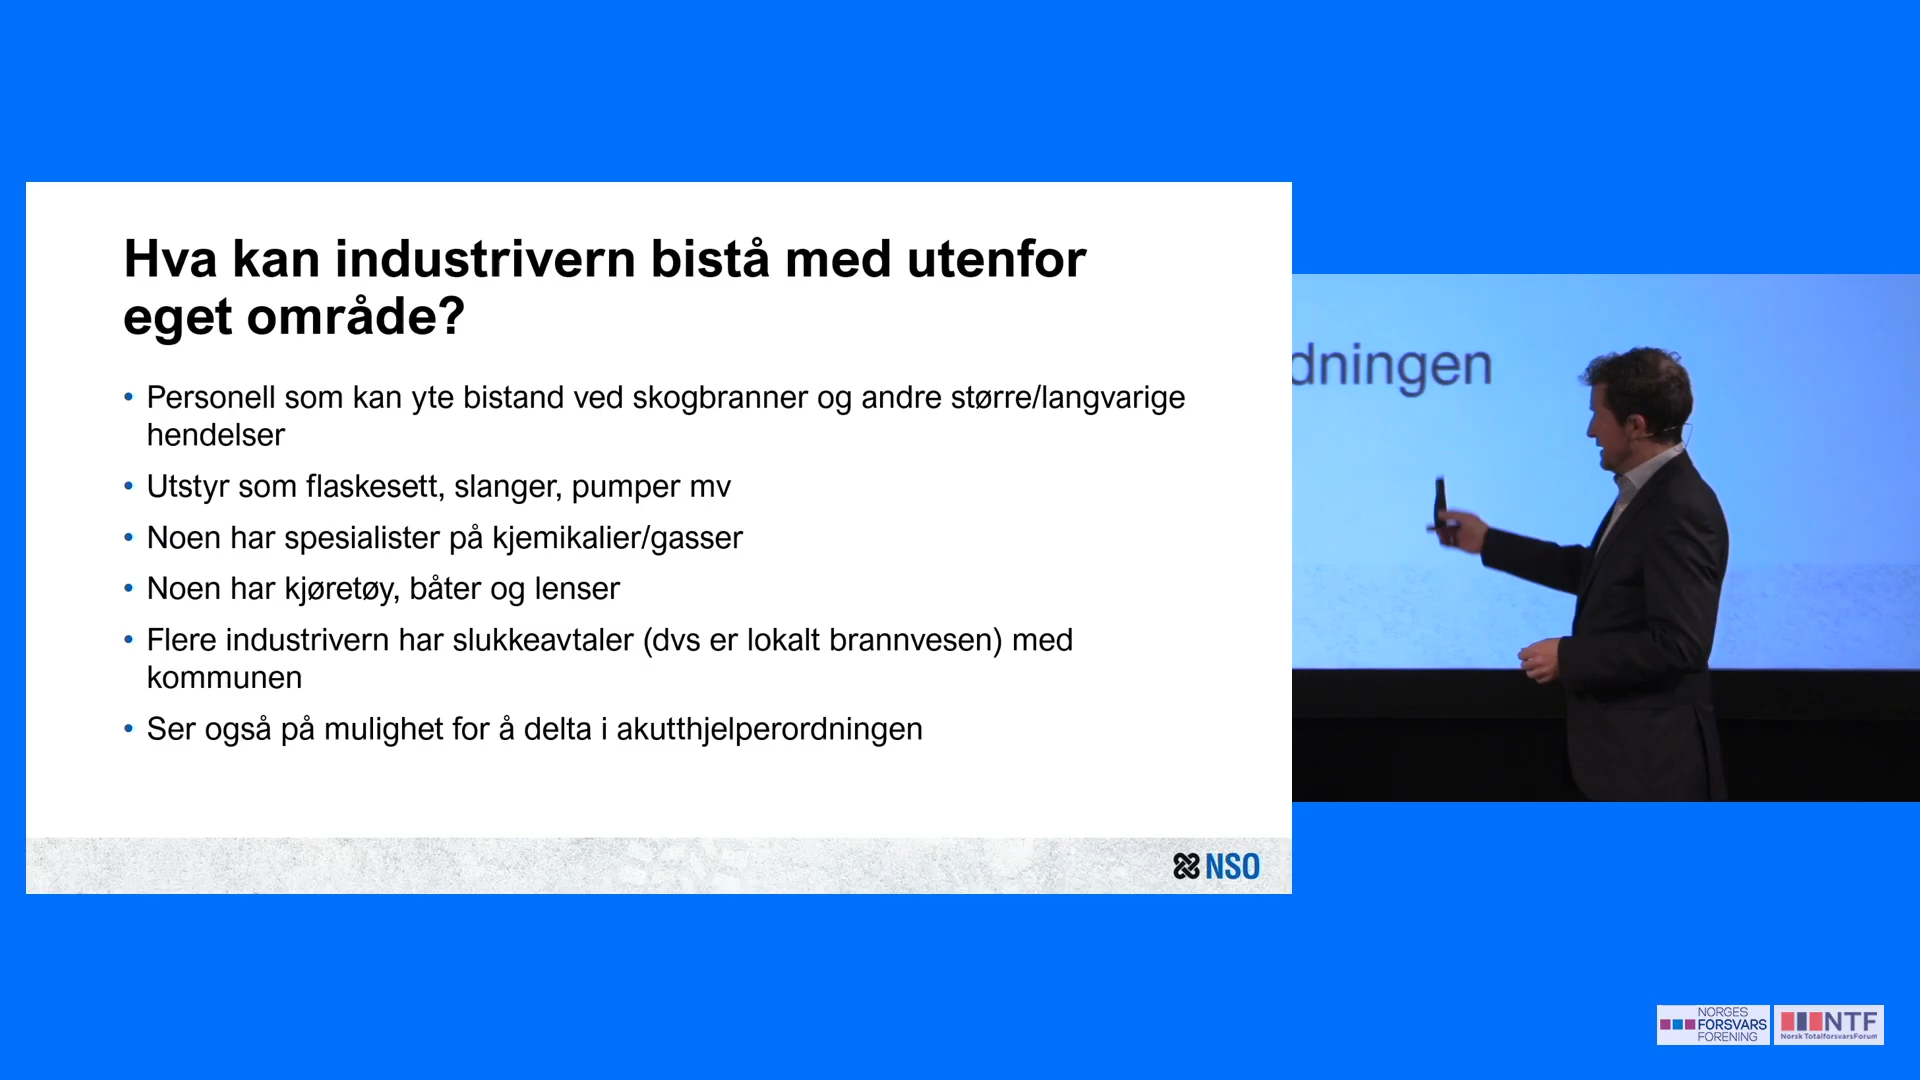 Hva kan industrivern bistå med utenfor
eget område?
• Personell som kan yte bistand ved skogbranner og andre større/langvarige
hendelser
• Utstyr som flaskesett, slanger, pumper mv
• Noen har spesialister på kjemikalier/gasser
• Noen har kjøretøy, båter og lenser
• Flere industrivern har slukkeavtaler (dvs er lokalt brannvesen) med
kommunen
• Ser også på mulighet for å delta i akutthjelperordningen
NSO
dningen
NORGES
FORSVARS
FORENING
NTF
Norsk TotalforsvarsForum